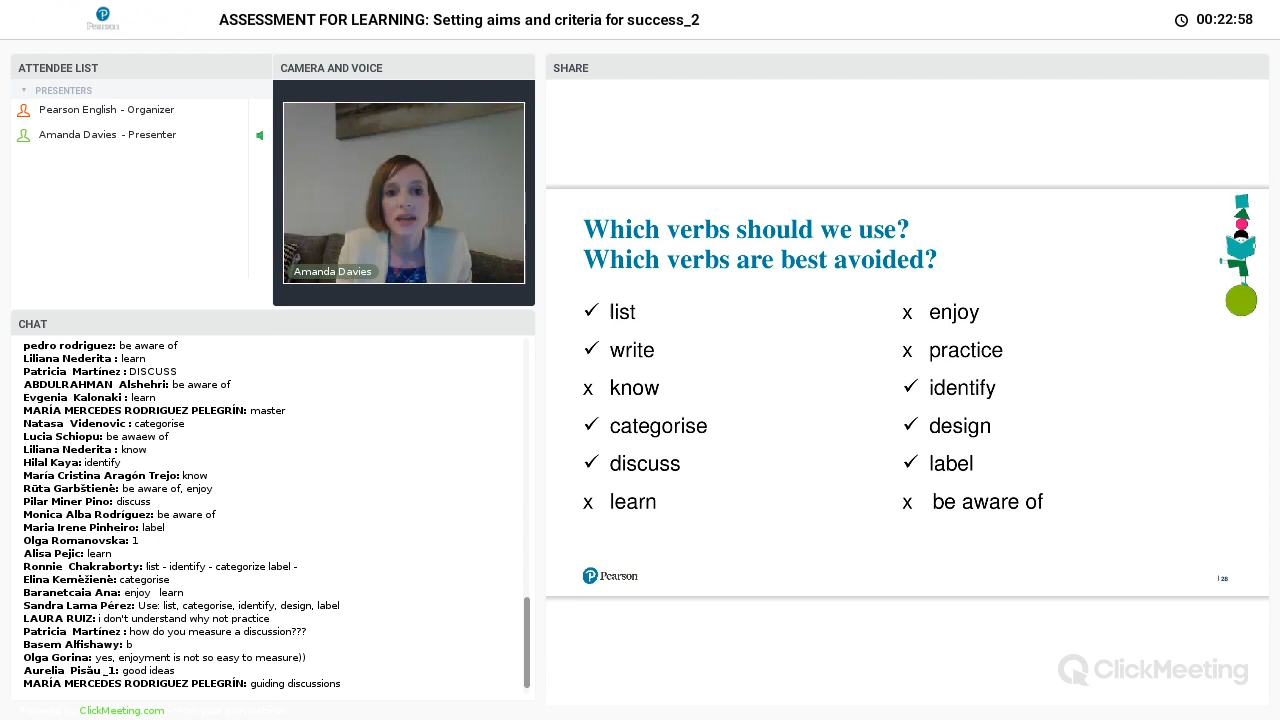 Pearson
ASSESSMENT FOR LEARNING: Setting aims and criteria for success_2
00:22:58
ATTENDEE LIST
PRESENTERS
Pearson English - Organizer
Amanda Davies - Presenter
CAMERA AND VOICE
Amanda Davies
CHAT
pedro rodriguez: be aware of
Liliana Nederita : learn
Patricia Martínez : DISCUSS
ABDULRAHMAN Alshehri: be aware of
Evgenia Kalonaki : learn
MARÍA MERCEDES RODRIGUEZ PELEGRÍN: master
Natasa Videnovic : categorise
Lucia Schiopu: be awaew of
Liliana Nederita : know
Hilal Kaya: identify
María Cristina Aragón Trejo: know
Rūta Garbštienė: be aware of, enjoy
Pilar Miner Pino: discuss
Monica Alba Rodríguez: be aware of
Maria Irene Pinheiro: label
Olga Romanovska: 1
Alisa Pejic: learn
Ronnie Chakraborty: list - identify - categorize label -
Elina Kemėžienė: categorise
Baranetcaia Ana: enjoy learn
Sandra Lama Pérez: Use: list, categorise, identify, design, label
LAURA RUIZ: i don't understand why not practice
Patricia Martínez : how do you measure a discussion???
Basem Alfishawy: b
Olga Gorina: yes, enjoyment is not so easy to measure))
Aurelia Pisău_1: good ideas
MARÍA MERCEDES RODRIGUEZ PELEGRÍN: guiding discussions
ClickMeeting.com
SHARE
Which verbs should we use?
Which verbs are best avoided?
✓ list
✓ write
x know
✓ categorise
✓ discuss
x learn
x enjoy
x practice
✓ identify
✓ design
✓ label
x be aware of
Pearson
| 28
ClickMeeting